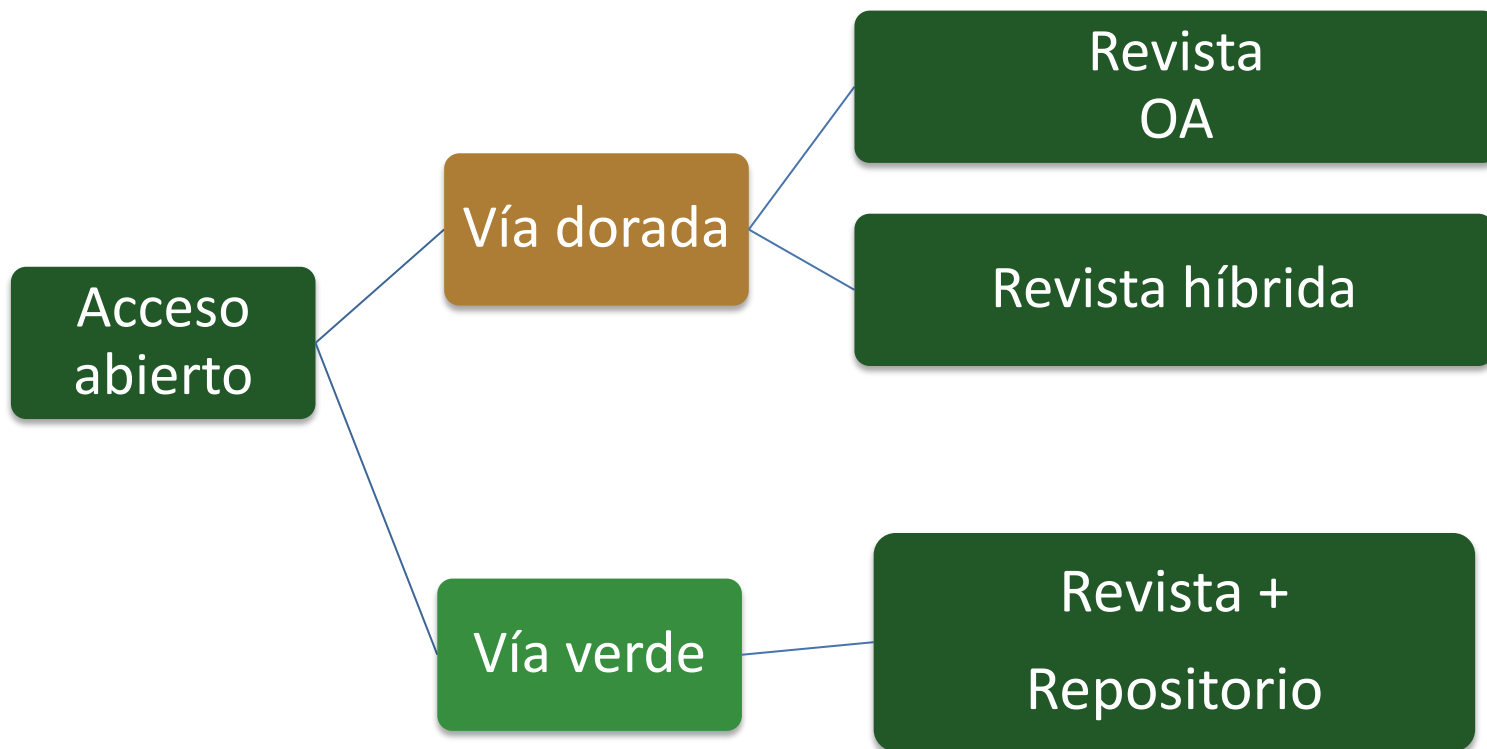 Acceso
abierto
Vía dorada
Revista
OA
Revista híbrida
Vía verde
Revista +
Repositorio